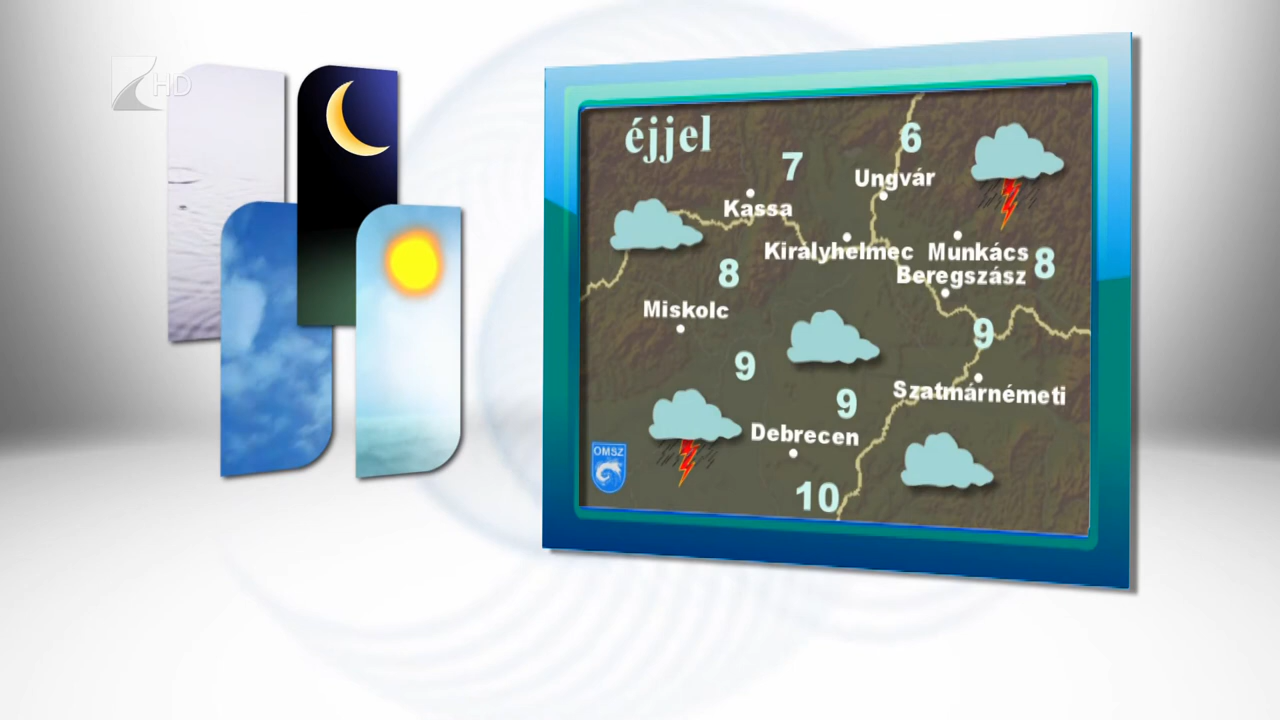 HD
éjjel
6
7
Ungvár
Kassa
Királyhelmec Munkács
8
8
Beregszász
Miskolc
9
9
Szatmárnémeti
9
Debrecen
OMSZ
10